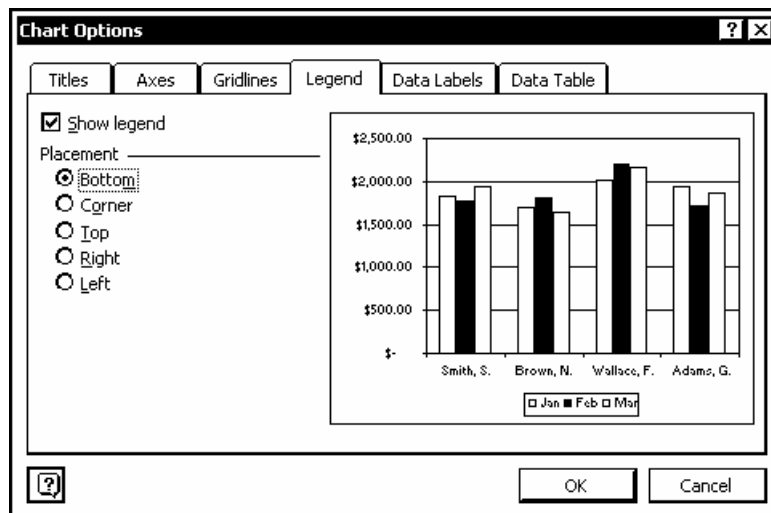 Chart Options
Titles Axes Gridlines Legend Data Labels Data Table
Show legend
Placement
Bottom
Corner
Top
Right
Left
$2,500.00
$2,000.00
$1,500.00
$1,000.00
$500.00
$-
Smith, S. Brown, N. Wallace, F. Adams, G.
Jan Feb Mar
OK Cancel